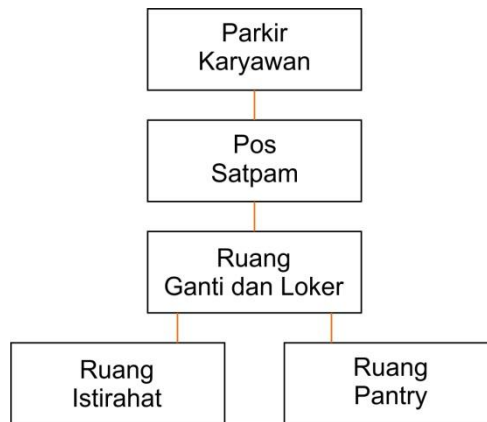 Parkir
Karyawan
Pos
Satpam
Ruang
Ganti dan Loker
Ruang
Istirahat
Ruang
Pantry